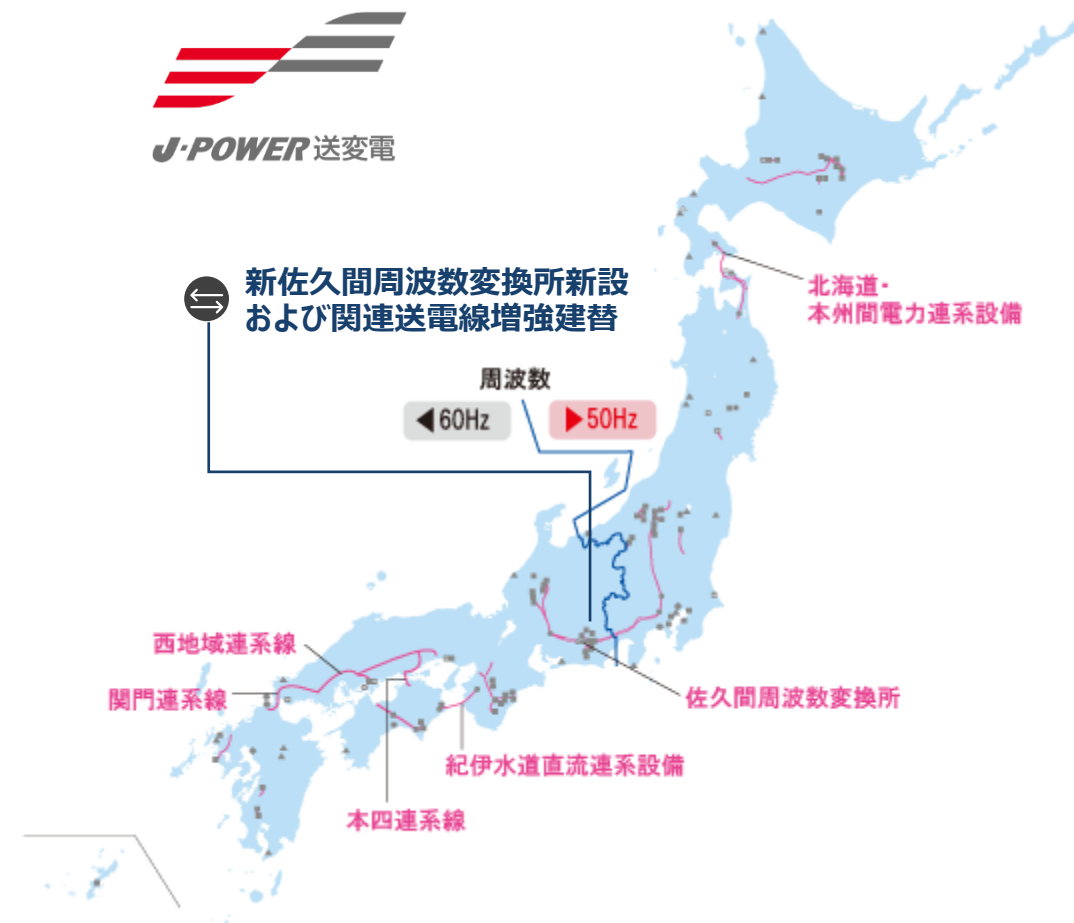 J-POWER 送変電
新佐久間周波数変換所新設
および関連送電線増強建替
北海道・
本州間電力連系設備
周波数
◀60Hz
▶50Hz
西地域連系線
関門連系線
佐久間周波数変換所
紀伊水道直流連系設備
本四連系線